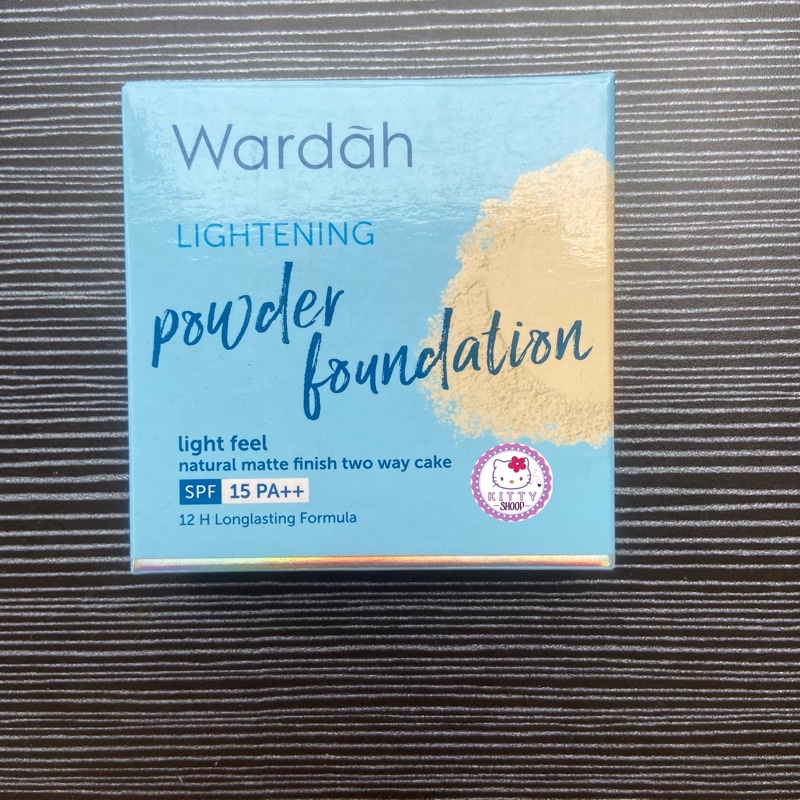 Wardãh
LIGHTENING
powder
foundation
light feel
natural matte finish two way cake
SPF 15 PA++
12 H Longlasting Formula
KITTY
SHOOP